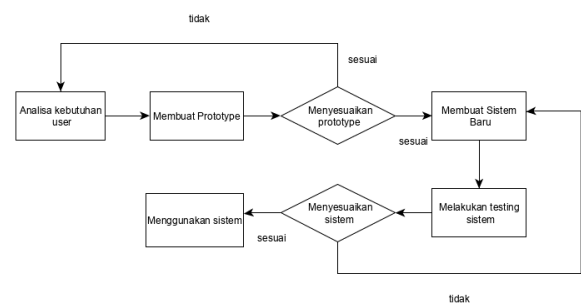 tidak
sesuai
Analisa kebutuhan
user
Membuat Prototype
Menyesuaikan
prototype
Membuat Sistem
Baru
sesuai
Menggunakan sistem
Menyesuaikan
sistem
Melakukan testing
sistem
sesuai
tidak